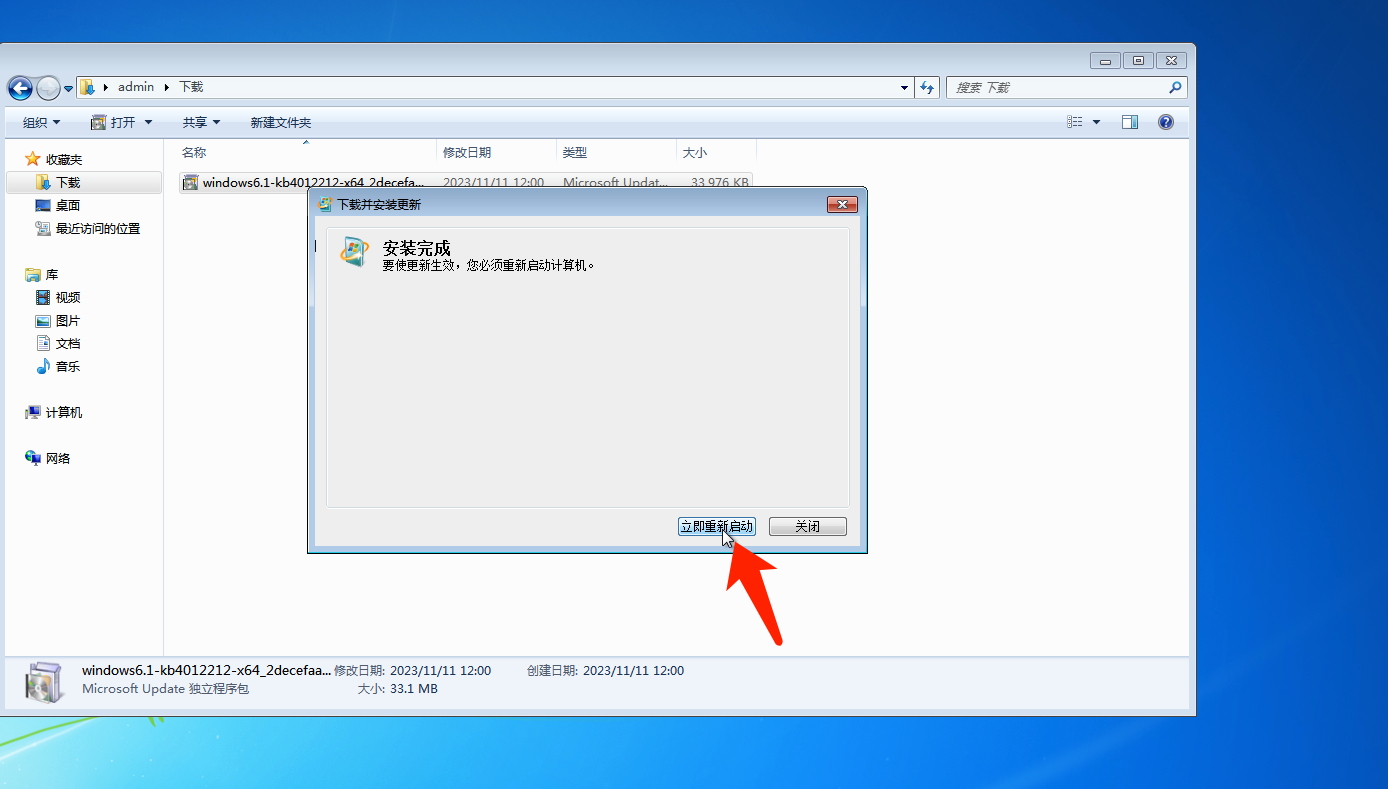 admin 下载
搜索 下载
组织 打开 共享 新建文件夹
名称 修改日期 类型 大小
收藏夹
下载
桌面
最近访问的位置
库
视频
图片
文档
音乐
计算机
网络
windows6.1-kb4012212-x64_2decefa... 2023/11/11 12:00 Microsoft Updat... 33,976 KB
下载并安装更新
安装完成
要使更新生效，您必须重新启动计算机。
立即重新启动 关闭
windows6.1-kb4012212-x64_2decefaa... 修改日期: 2023/11/11 12:00 创建日期: 2023/11/11 12:00
Microsoft Update 独立程序包 大小: 33.1 MB